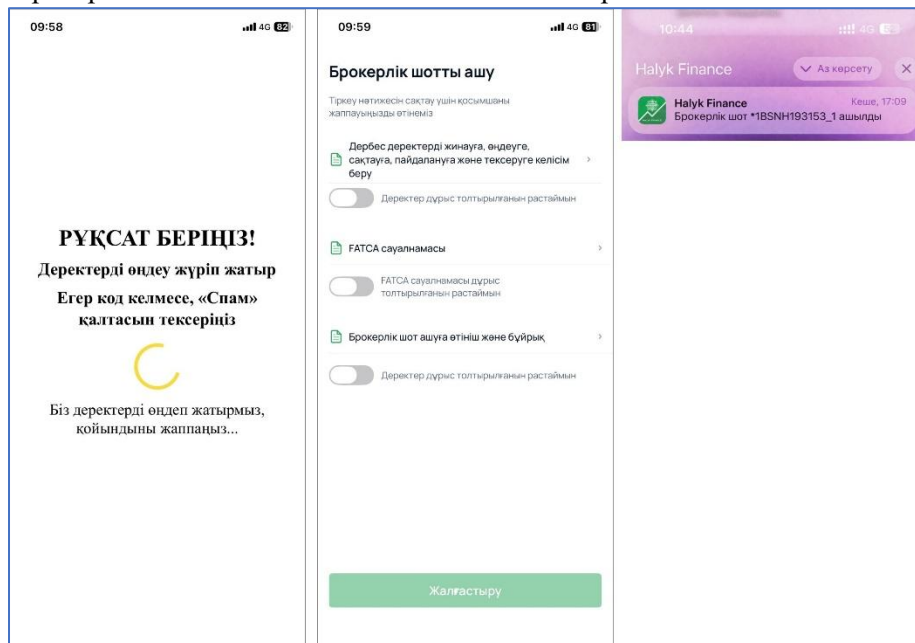 09:58
4G 82
РҰҚСАТ БЕРІҢІЗ!
Деректерді өңдеу жүріп жатыр
Егер код келмесе, «Спам»
қалтасын тексеріңіз
Біз деректерді өңдеп жатырмыз,
қойындыны жаппаңыз...
09:59
4G 81
Брокерлік шотты ашу
Тіркеу нәтижесін сақтау үшін қосымшаны
жаппауыңызды өтінеміз
Дербес деректерді жинауға, өңдеуге,
сақтауға, пайдалануға және тексеруге келісім
беру
Деректер дұрыс толтырылғанын растаймын
FATCA сауалнамасы
FATCA сауалнамасы дұрыс
толтырылғанын растаймын
Брокерлік шот ашуға өтініш және бұйрық
Деректер дұрыс толтырылғанын растаймын
Жалғастыру
10:44
4G
Halyk Finance
Аз көрсету
Halyk Finance
Кеше, 17:09
Брокерлік шот *1BSNH193153_1 ашылды